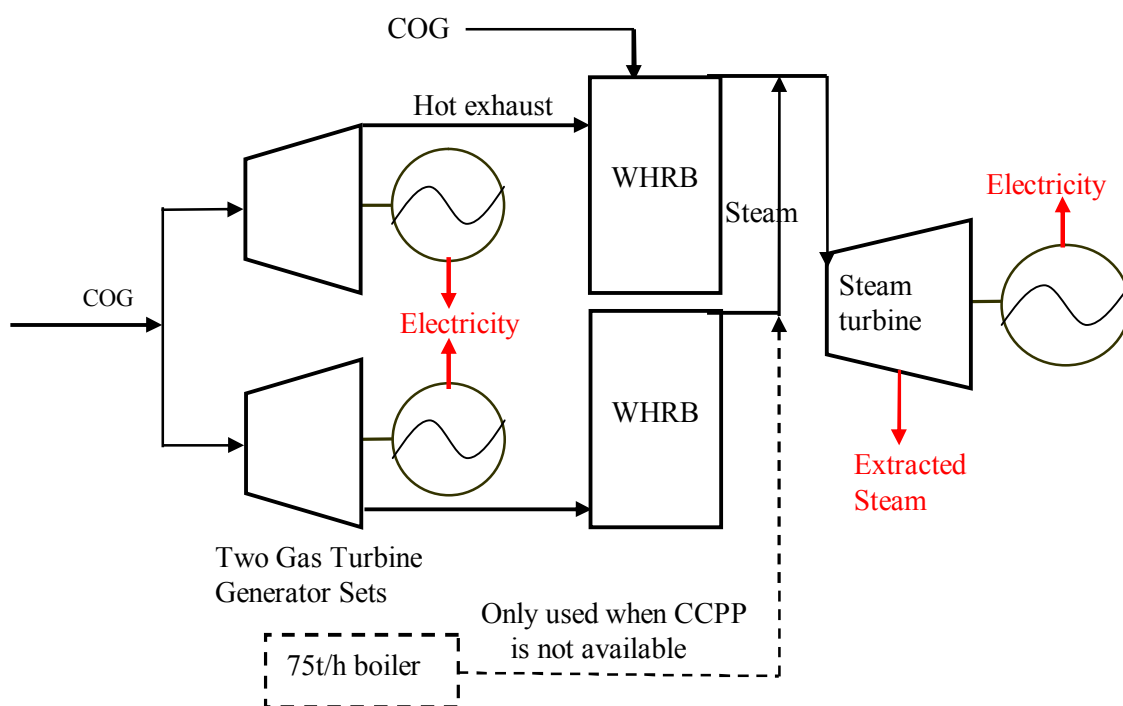 COG
Hot exhaust
WHRB
Steam
Electricity
COG
Electricity
Steam
turbine
WHRB
Extracted
Steam
Two Gas Turbine
Generator Sets
Only used when CCPP
is not available
75t/h boiler